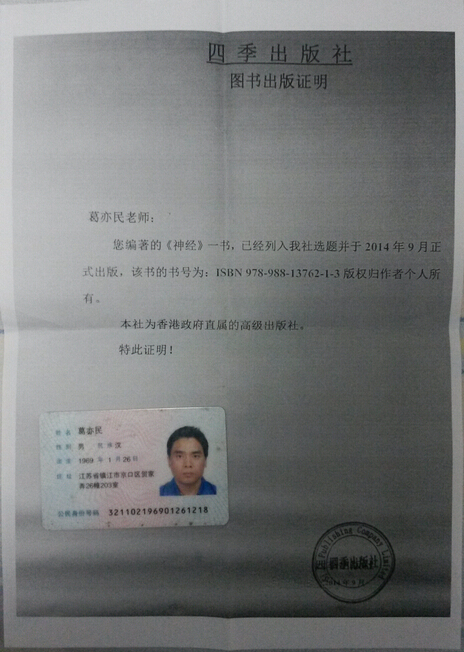 四季出版社
图书出版证明
葛亦民老师：
您编著的《神经》一书，已经列入我社选题并于 2014 年 9 月正
式出版，该书的书号为：ISBN 978-988-13762-1-3 版权归作者个人所
有。
本社为香港政府直属的高级出版社。
特此证明！
姓名 葛亦民
性别 男 民族 汉
出生 1969 年 1 月 26 日
住址 江苏省镇江市京口区贸室
26幢203室
公民身份号码 321102196901261218
Publishing Company Limited
四季出版社
2014 年 9 月